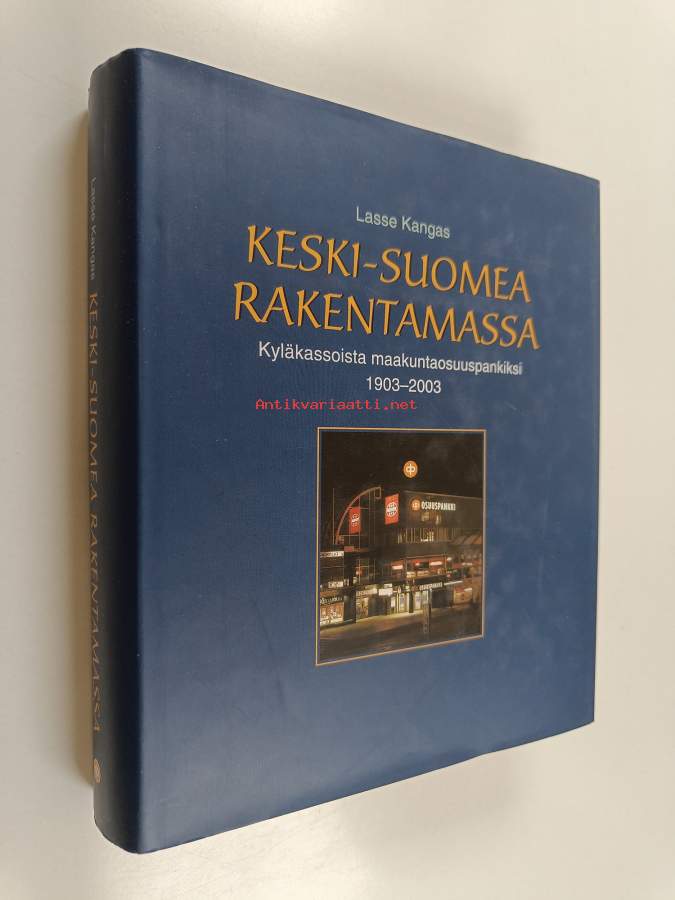 Lasse Kangas
KESKI-SUOMEA
RAKENTAMASSA
Kyläkassoista maakuntaosuuspankiksi
1903–2003
Antikvariaatti.net
OSUUSPANKKI
Lasse Kangas KESKI-SUOMEA RAKENTAMASSA